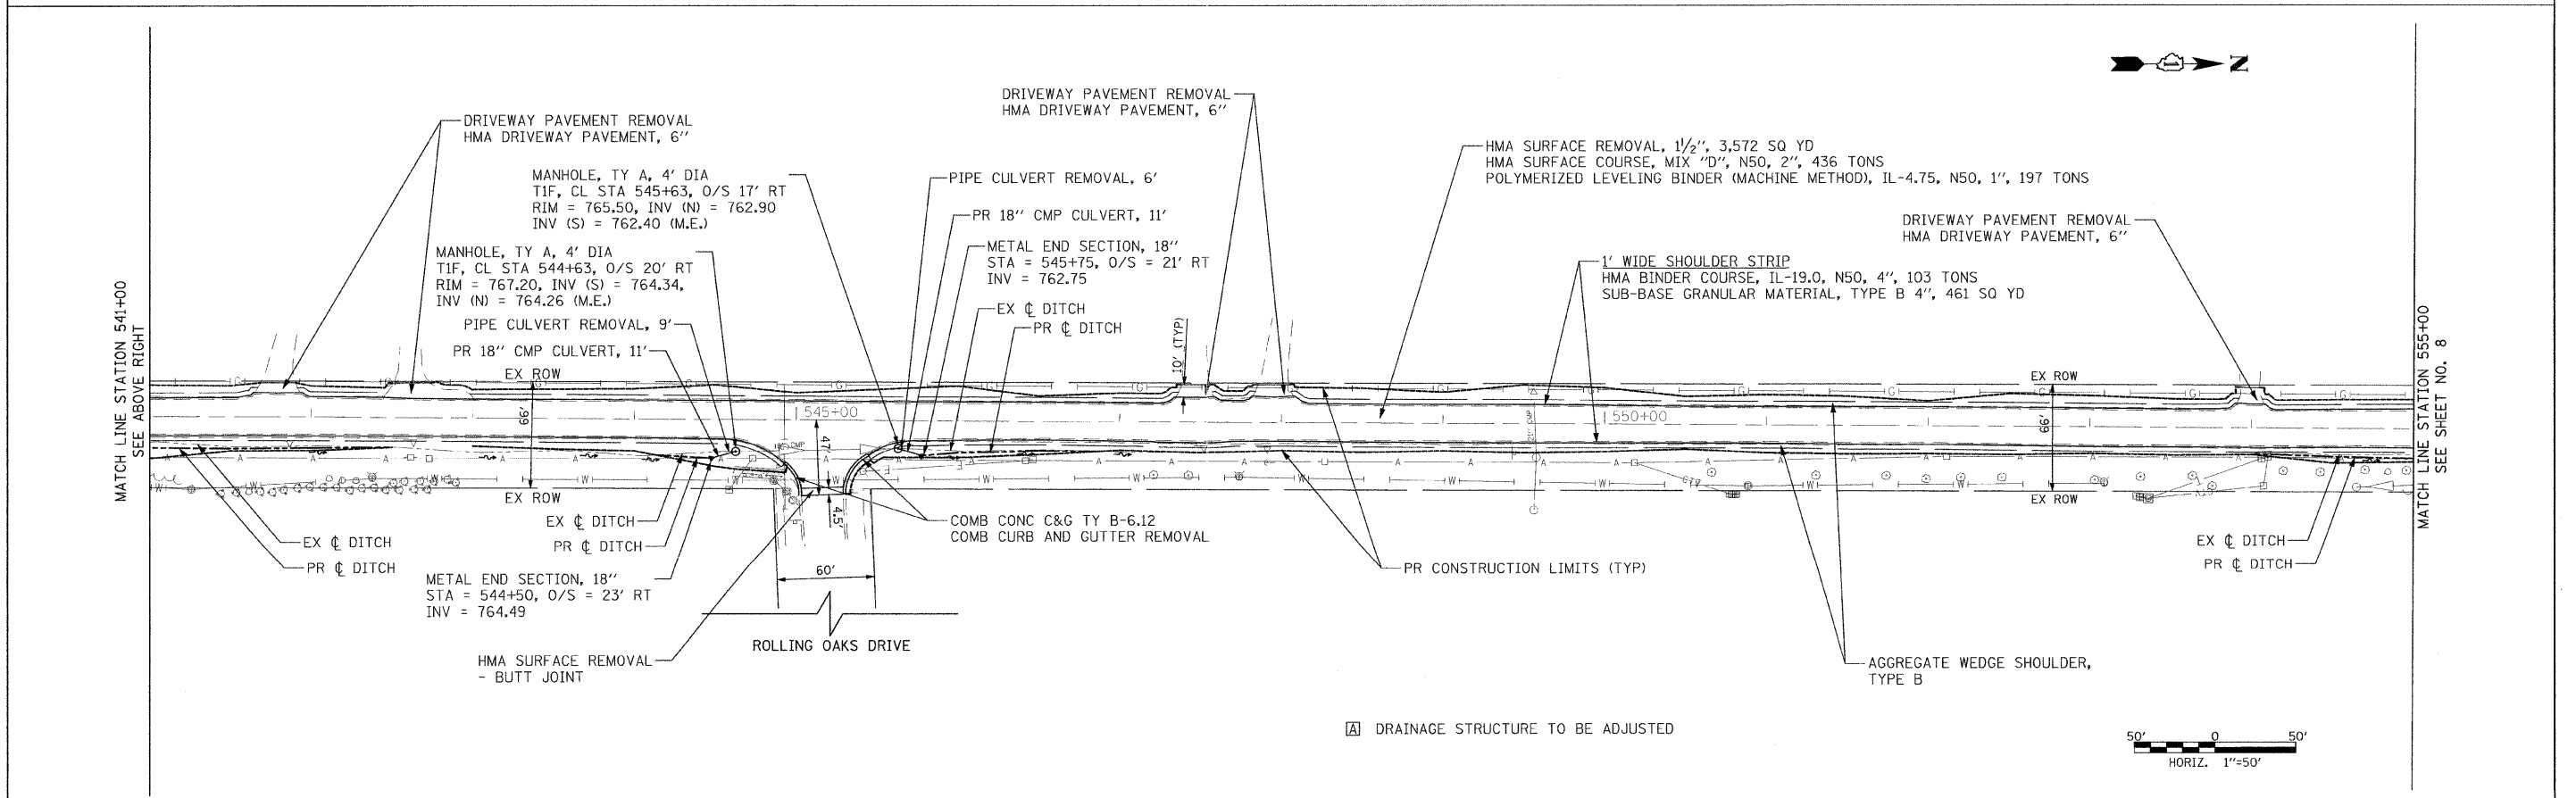 N
DRIVEWAY PAVEMENT REMOVAL
HMA DRIVEWAY PAVEMENT, 6"
DRIVEWAY PAVEMENT REMOVAL
HMA DRIVEWAY PAVEMENT, 6"
HMA SURFACE REMOVAL, 1½", 3,572 SQ YD
HMA SURFACE COURSE, MIX "D", N50, 2", 436 TONS
POLYMERIZED LEVELING BINDER (MACHINE METHOD), IL-4.75, N50, 1", 197 TONS
MANHOLE, TY A, 4' DIA
T1F, CL STA 545+63, O/S 17' RT
RIM = 765.50, INV (N) = 762.90
INV (S) = 762.40 (M.E.)
PIPE CULVERT REMOVAL, 6'
PR 18" CMP CULVERT, 11'
METAL END SECTION, 18"
STA = 545+75, O/S = 21' RT
INV = 762.75
EX ℄ DITCH
PR ℄ DITCH
DRIVEWAY PAVEMENT REMOVAL
HMA DRIVEWAY PAVEMENT, 6"
1' WIDE SHOULDER STRIP
HMA BINDER COURSE, IL-19.0, N50, 4", 103 TONS
SUB-BASE GRANULAR MATERIAL, TYPE B 4", 461 SQ YD
MANHOLE, TY A, 4' DIA
T1F, CL STA 544+63, O/S 20' RT
RIM = 767.20, INV (S) = 764.34,
INV (N) = 764.26 (M.E.)
PIPE CULVERT REMOVAL, 9'
PR 18" CMP CULVERT, 11'
MATCH LINE STATION 541+00
SEE ABOVE RIGHT
EX ROW
66'
545+00
10' (TYP)
550+00
EX ROW
66'
MATCH LINE STATION 555+00
SEE SHEET NO. 8
47'
4.5'
EX ROW
EX ROW
EX ℄ DITCH
PR ℄ DITCH
EX ℄ DITCH
PR ℄ DITCH
METAL END SECTION, 18"
STA = 544+50, O/S = 23' RT
INV = 764.49
COMB CONC C&G TY B-6.12
COMB CURB AND GUTTER REMOVAL
60'
ROLLING OAKS DRIVE
HMA SURFACE REMOVAL
- BUTT JOINT
PR CONSTRUCTION LIMITS (TYP)
EX ℄ DITCH
PR ℄ DITCH
AGGREGATE WEDGE SHOULDER,
TYPE B
A DRAINAGE STRUCTURE TO BE ADJUSTED
50' 0 50'
HORIZ. 1"=50'